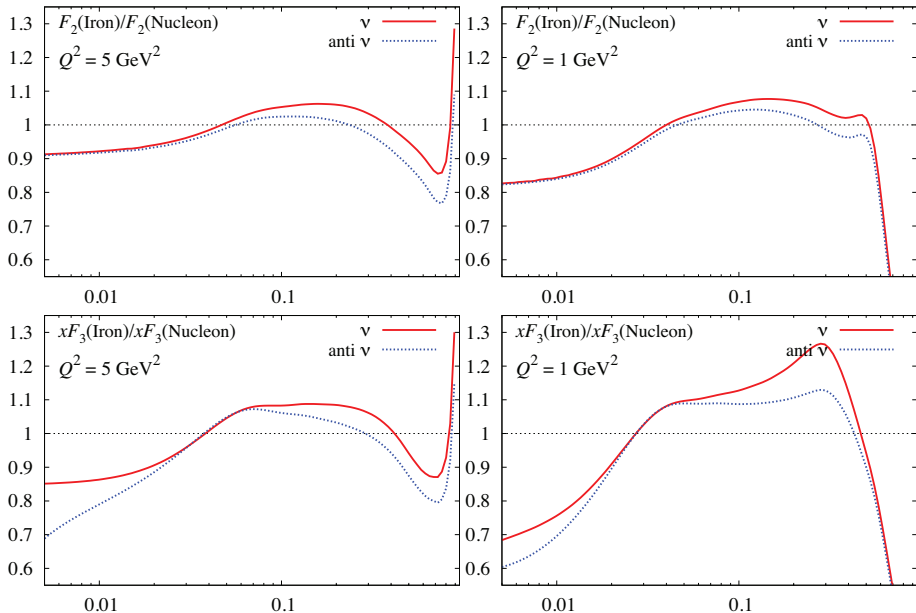 F₂(Iron)/F₂(Nucleon)
ν
anti ν
Q² = 5 GeV²
1.3
1.2
1.1
1
0.9
0.8
0.7
0.6
0.01
0.1
F₂(Iron)/F₂(Nucleon)
ν
anti ν
Q² = 1 GeV²
1.3
1.2
1.1
1
0.9
0.8
0.7
0.6
0.01
0.1
xF₃(Iron)/xF₃(Nucleon)
ν
anti ν
Q² = 5 GeV²
1.3
1.2
1.1
1
0.9
0.8
0.7
0.6
0.01
0.1
xF₃(Iron)/xF₃(Nucleon)
ν
anti ν
Q² = 1 GeV²
1.3
1.2
1.1
1
0.9
0.8
0.7
0.6
0.01
0.1